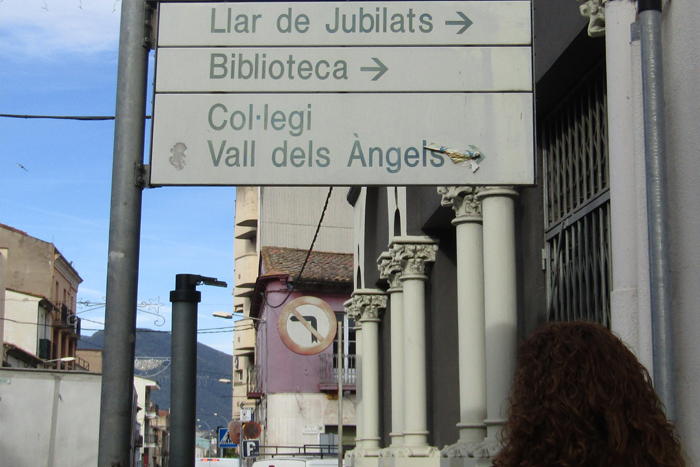 Llar de Jubilats →
Biblioteca →
Col·legi
Vall dels Àngels
P